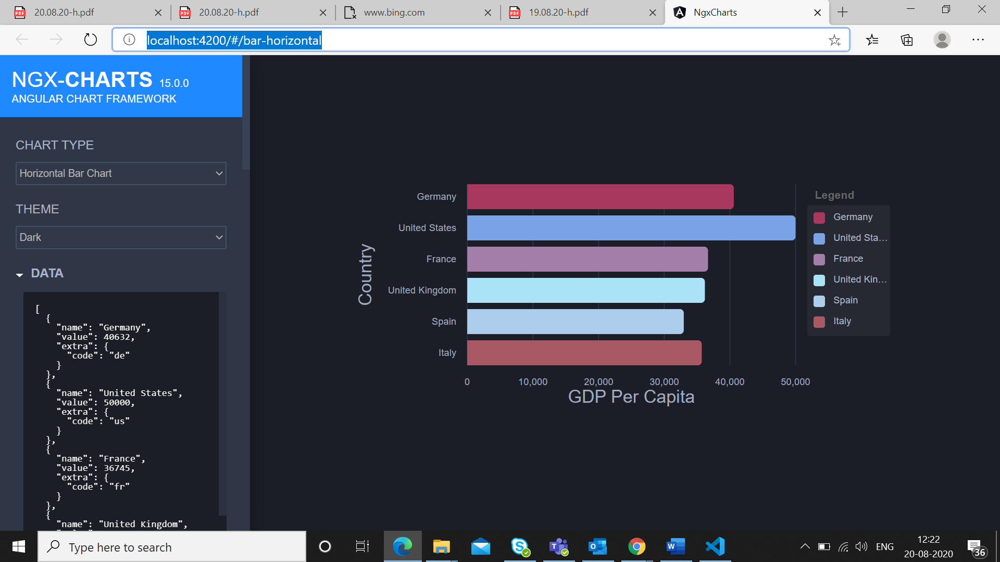 20.08.20-h.pdf
20.08.20-h.pdf
www.bing.com
19.08.20-h.pdf
NgxCharts
localhost:4200/#/bar-horizontal
NGX-CHARTS 15.0.0
ANGULAR CHART FRAMEWORK
CHART TYPE
Horizontal Bar Chart
THEME
Dark
DATA
[
{
"name": "Germany",
"value": 40632,
"extra": {
"code": "de"
}
},
{
"name": "United States",
"value": 50000,
"extra": {
"code": "us"
}
},
{
"name": "France",
"value": 36745,
"extra": {
"code": "fr"
}
},
{
"name": "United Kingdom",
Country
Germany
United States
France
United Kingdom
Spain
Italy
0 10,000 20,000 30,000 40,000 50,000
GDP Per Capita
Legend
Germany
United Sta...
France
United Kin...
Spain
Italy
Type here to search
ENG
12:22
20-08-2020
36